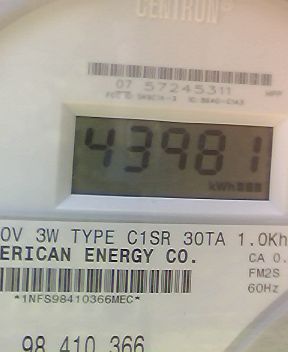 CENTRON®
07 57245311
HPP
43981
kWh
0V 3W TYPE C1SR 30TA 1.0Kh
ERICAN ENERGY CO.
CA 0.
FM2S
60Hz
*1NFS98410366MEC*
98 410 366